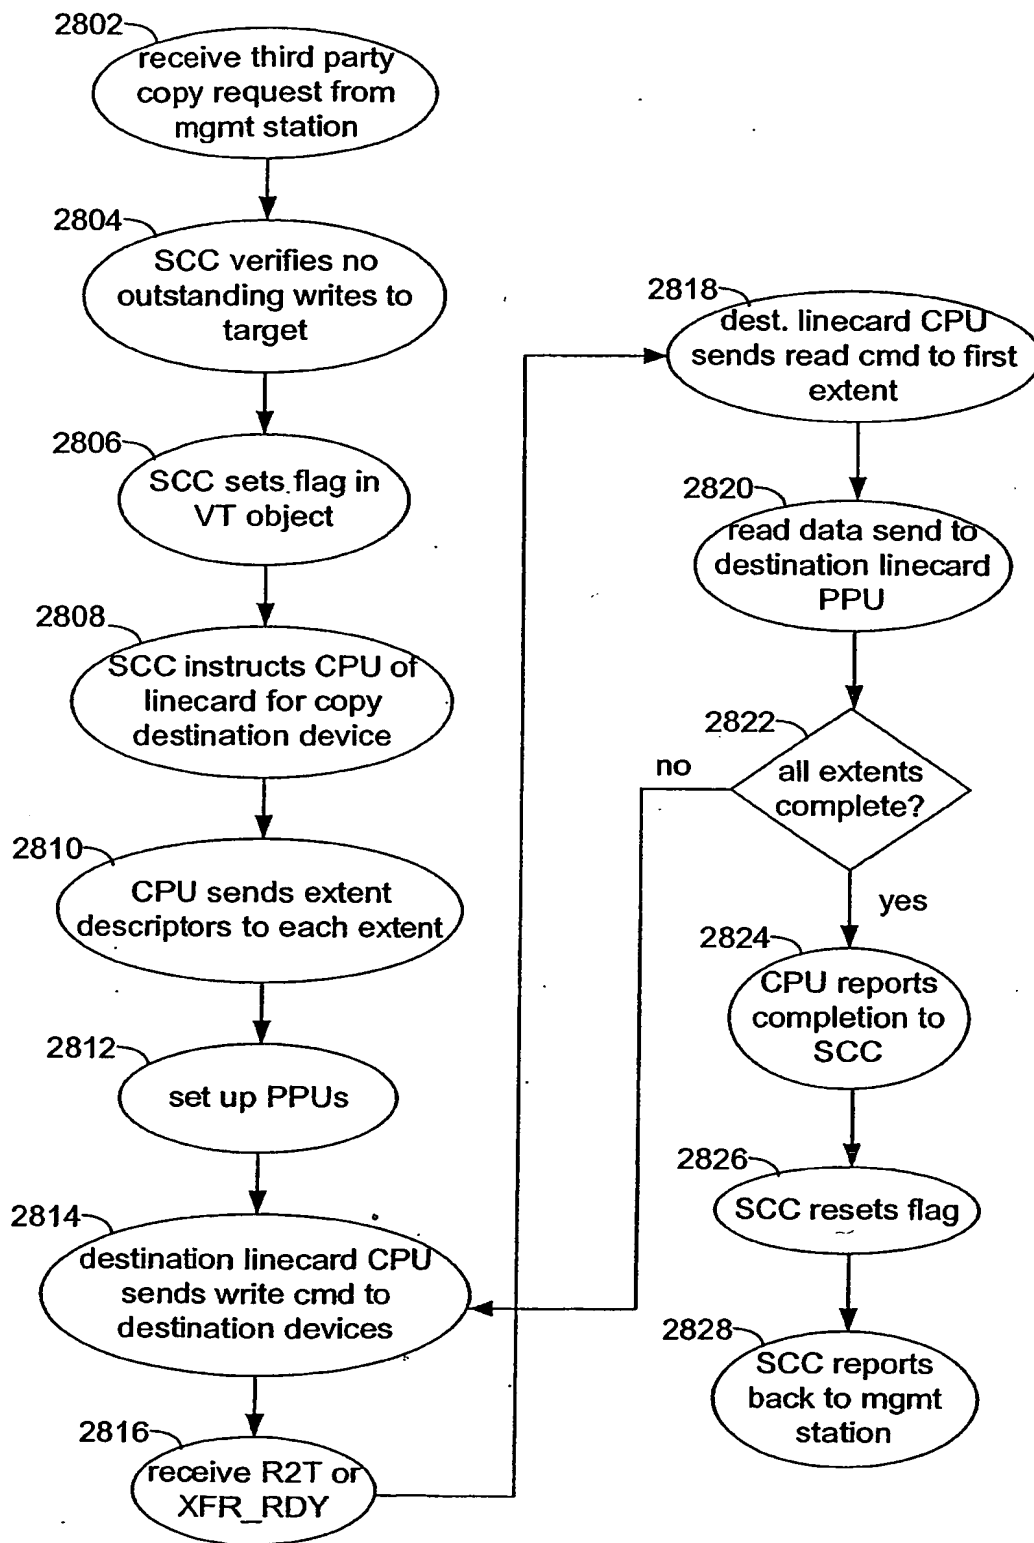 2802
receive third party
copy request from
mgmt station
2804
SCC verifies no
outstanding writes to
target
2806
SCC sets flag in
VT object
2808
SCC instructs CPU of
linecard for copy
destination device
2810
CPU sends extent
descriptors to each extent
2812
set up PPUs
2814
destination linecard CPU
sends write cmd to
destination devices
2816
receive R2T or
XFR_RDY
2818
dest. linecard CPU
sends read cmd to first
extent
2820
read data send to
destination linecard
PPU
2822
all extents
complete?
no
yes
2824
CPU reports
completion to
SCC
2826
SCC resets flag
2828
SCC reports
back to mgmt
station